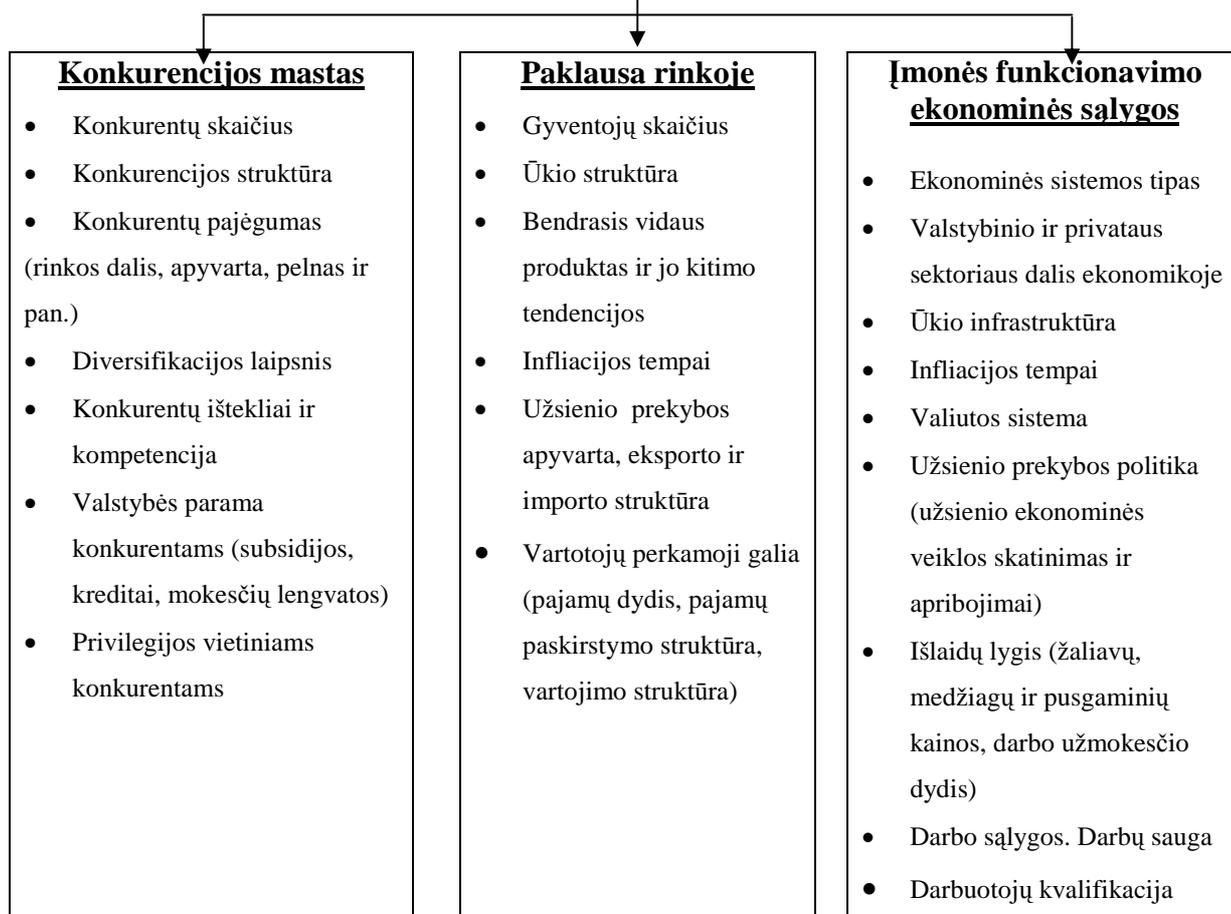 Konkurencijos mastas
• Konkurentų skaičius
• Konkurencijos struktūra
• Konkurentų pajėgumas
(rinkos dalis, apyvarta, pelnas ir
pan.)
• Diversifikacijos laipsnis
• Konkurentų ištekliai ir
kompetencija
• Valstybės parama
konkurentams (subsidijos,
kreditai, mokesčių lengvatos)
• Privilegijos vietiniams
konkurentams
Paklausa rinkoje
• Gyventojų skaičius
• Ūkio struktūra
• Bendrasis vidaus
produktas ir jo kitimo
tendencijos
• Infliacijos tempai
• Užsienio prekybos
apyvarta, eksporto ir
importo struktūra
• Vartotojų perkamoji galia
(pajamų dydis, pajamų
paskirstymo struktūra,
vartojimo struktūra)
Įmonės funkcionavimo
ekonominės sąlygos
• Ekonominės sistemos tipas
• Valstybinio ir privataus
sektoriaus dalis ekonomikoje
• Ūkio infrastruktūra
• Infliacijos tempai
• Valiutos sistema
• Užsienio prekybos politika
(užsienio ekonominės
veiklos skatinimas ir
apribojimai)
• Išlaidų lygis (žaliavų,
medžiagų ir pusgaminių
kainos, darbo užmokesčio
dydis)
• Darbo sąlygos. Darbų sauga
• Darbuotojų kvalifikacija